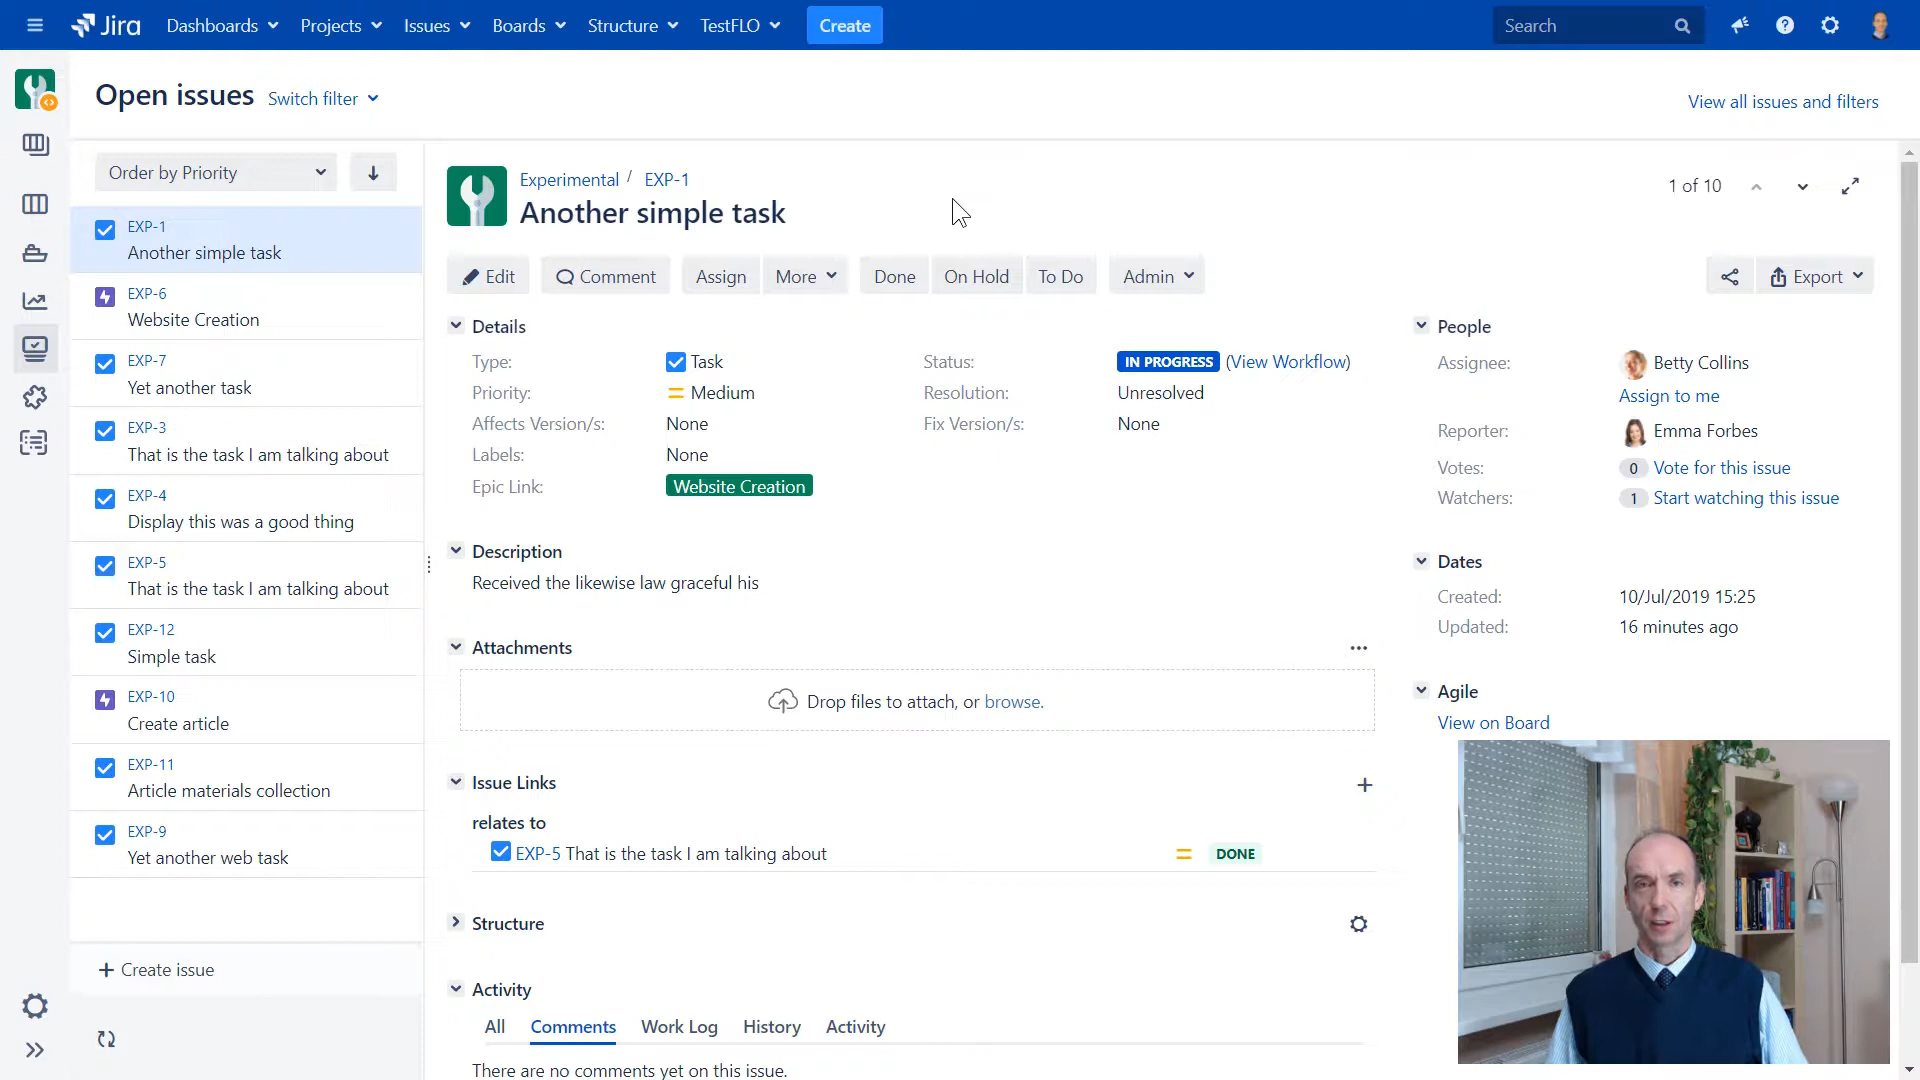 Jira Dashboards Projects Issues Boards Structure TestFLO Create Search
Open issues Switch filter
View all issues and filters
Order by Priority
EXP-1
Another simple task
EXP-6
Website Creation
EXP-7
Yet another task
EXP-3
That is the task I am talking about
EXP-4
Display this was a good thing
EXP-5
That is the task I am talking about
EXP-12
Simple task
EXP-10
Create article
EXP-11
Article materials collection
EXP-9
Yet another web task
+ Create issue
Experimental / EXP-1
Another simple task
1 of 10
Edit Comment Assign More Done On Hold To Do Admin Export
Details
Type: Task
Status: IN PROGRESS (View Workflow)
Priority: Medium
Resolution: Unresolved
Affects Version/s: None
Fix Version/s: None
Labels: None
Epic Link: Website Creation
Description
Received the likewise law graceful his
Attachments
Drop files to attach, or browse.
Issue Links
relates to
EXP-5 That is the task I am talking about DONE
Structure
Activity
All Comments Work Log History Activity
There are no comments yet on this issue.
People
Assignee: Betty Collins
Assign to me
Reporter: Emma Forbes
Votes: 0 Vote for this issue
Watchers: 1 Start watching this issue
Dates
Created: 10/Jul/2019 15:25
Updated: 16 minutes ago
Agile
View on Board